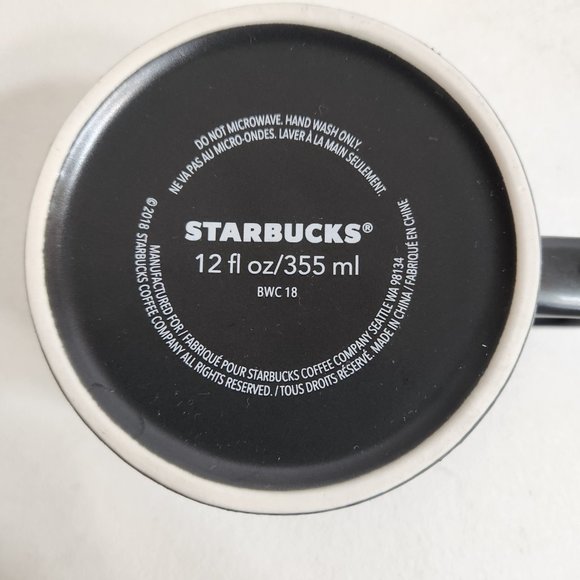 DO NOT MICROWAVE. HAND WASH ONLY.
NE VA PAS AU MICRO-ONDES. LAVER À LA MAIN SEULEMENT.
STARBUCKS®
12 fl oz/355 ml
BWC 18
MANUFACTURED FOR / FABRIQUÉ POUR STARBUCKS COFFEE COMPANY SEATTLE WA 98134
© 2018 STARBUCKS COFFEE COMPANY ALL RIGHTS RESERVED. / TOUS DROITS RÉSERVÉ. MADE IN CHINA / FABRIQUÉ EN CHINE